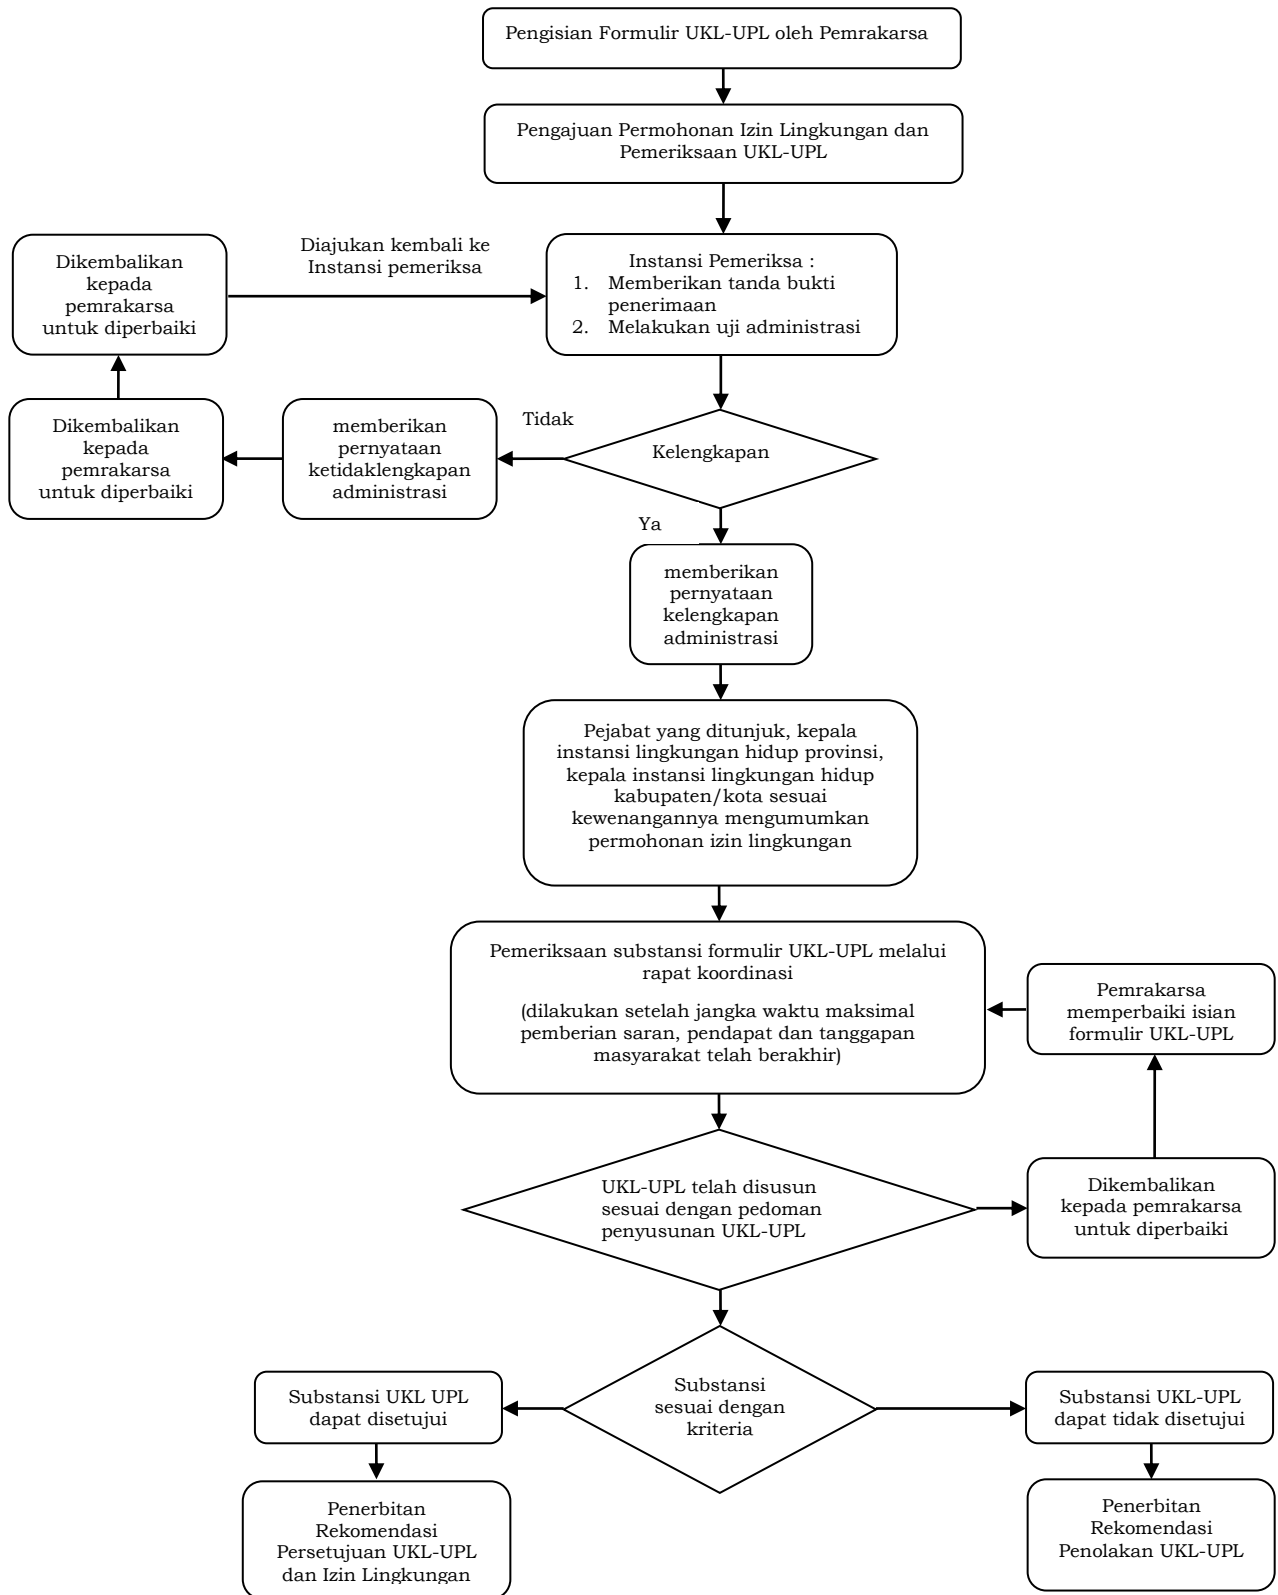 Pengisian Formulir UKL-UPL oleh Pemrakarsa
Pengajuan Permohonan Izin Lingkungan dan
Pemeriksaan UKL-UPL
Diajukan kembali ke
Instansi pemeriksa
Dikembalikan
kepada
pemrakarsa
untuk diperbaiki
Instansi Pemeriksa :
1. Memberikan tanda bukti
penerimaan
2. Melakukan uji administrasi
Dikembalikan
kepada
pemrakarsa
untuk diperbaiki
memberikan
pernyataan
ketidaklengkapan
administrasi
Tidak
Kelengkapan
Ya
memberikan
pernyataan
kelengkapan
administrasi
Pejabat yang ditunjuk, kepala
instansi lingkungan hidup provinsi,
kepala instansi lingkungan hidup
kabupaten/kota sesuai
kewenangannya mengumumkan
permohonan izin lingkungan
Pemeriksaan substansi formulir UKL-UPL melalui
rapat koordinasi
(dilakukan setelah jangka waktu maksimal
pemberian saran, pendapat dan tanggapan
masyarakat telah berakhir)
Pemrakarsa
memperbaiki isian
formulir UKL-UPL
UKL-UPL telah disusun
sesuai dengan pedoman
penyusunan UKL-UPL
Dikembalikan
kepada pemrakarsa
untuk diperbaiki
Substansi UKL UPL
dapat disetujui
Substansi
sesuai dengan
kriteria
Substansi UKL-UPL
dapat tidak disetujui
Penerbitan
Rekomendasi
Persetujuan UKL-UPL
dan Izin Lingkungan
Penerbitan
Rekomendasi
Penolakan UKL-UPL